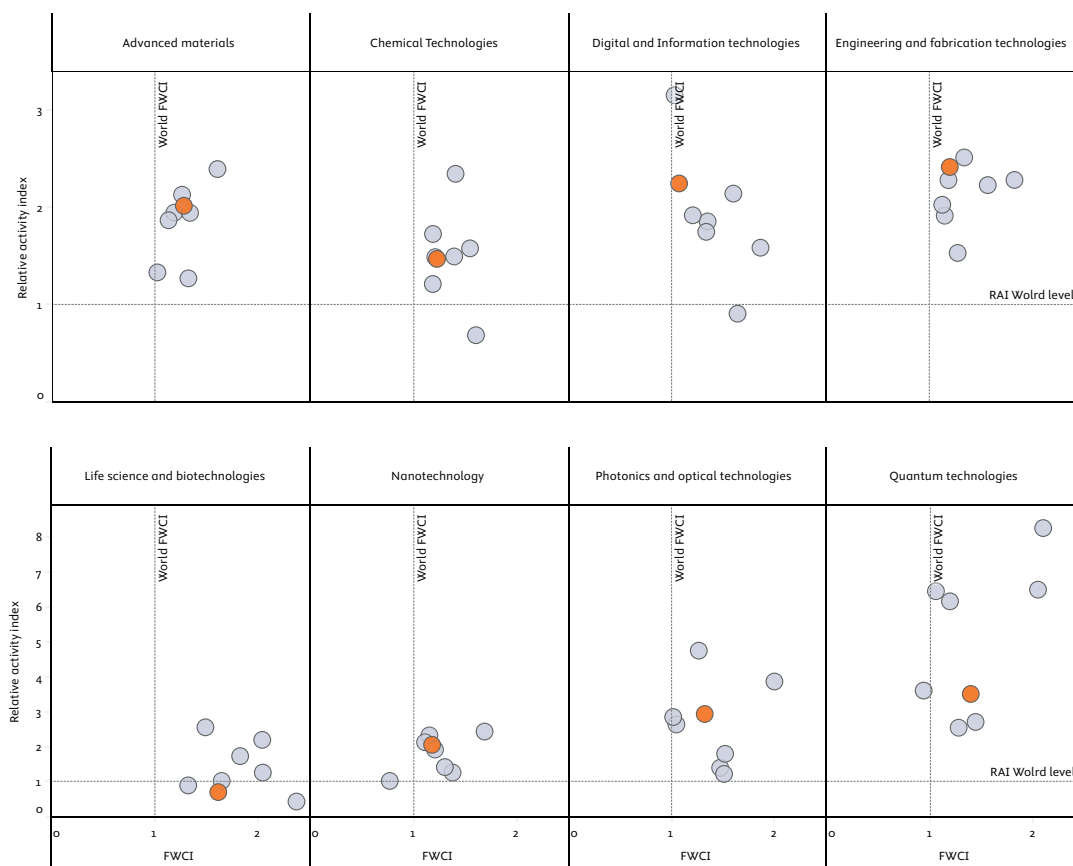 Advanced materials
Chemical Technologies
Digital and Information technologies
Engineering and fabrication technologies
Relative activity index
3
2
1
0
World FWCI
World FWCI
World FWCI
World FWCI
RAI Wolrd level
Life science and biotechnologies
Nanotechnology
Photonics and optical technologies
Quantum technologies
Relative activity index
8
7
6
5
4
3
2
1
0
World FWCI
World FWCI
World FWCI
World FWCI
RAI Wolrd level
0 1 2 0 1 2 0 1 2 0 1 2
FWCI FWCI FWCI FWCI